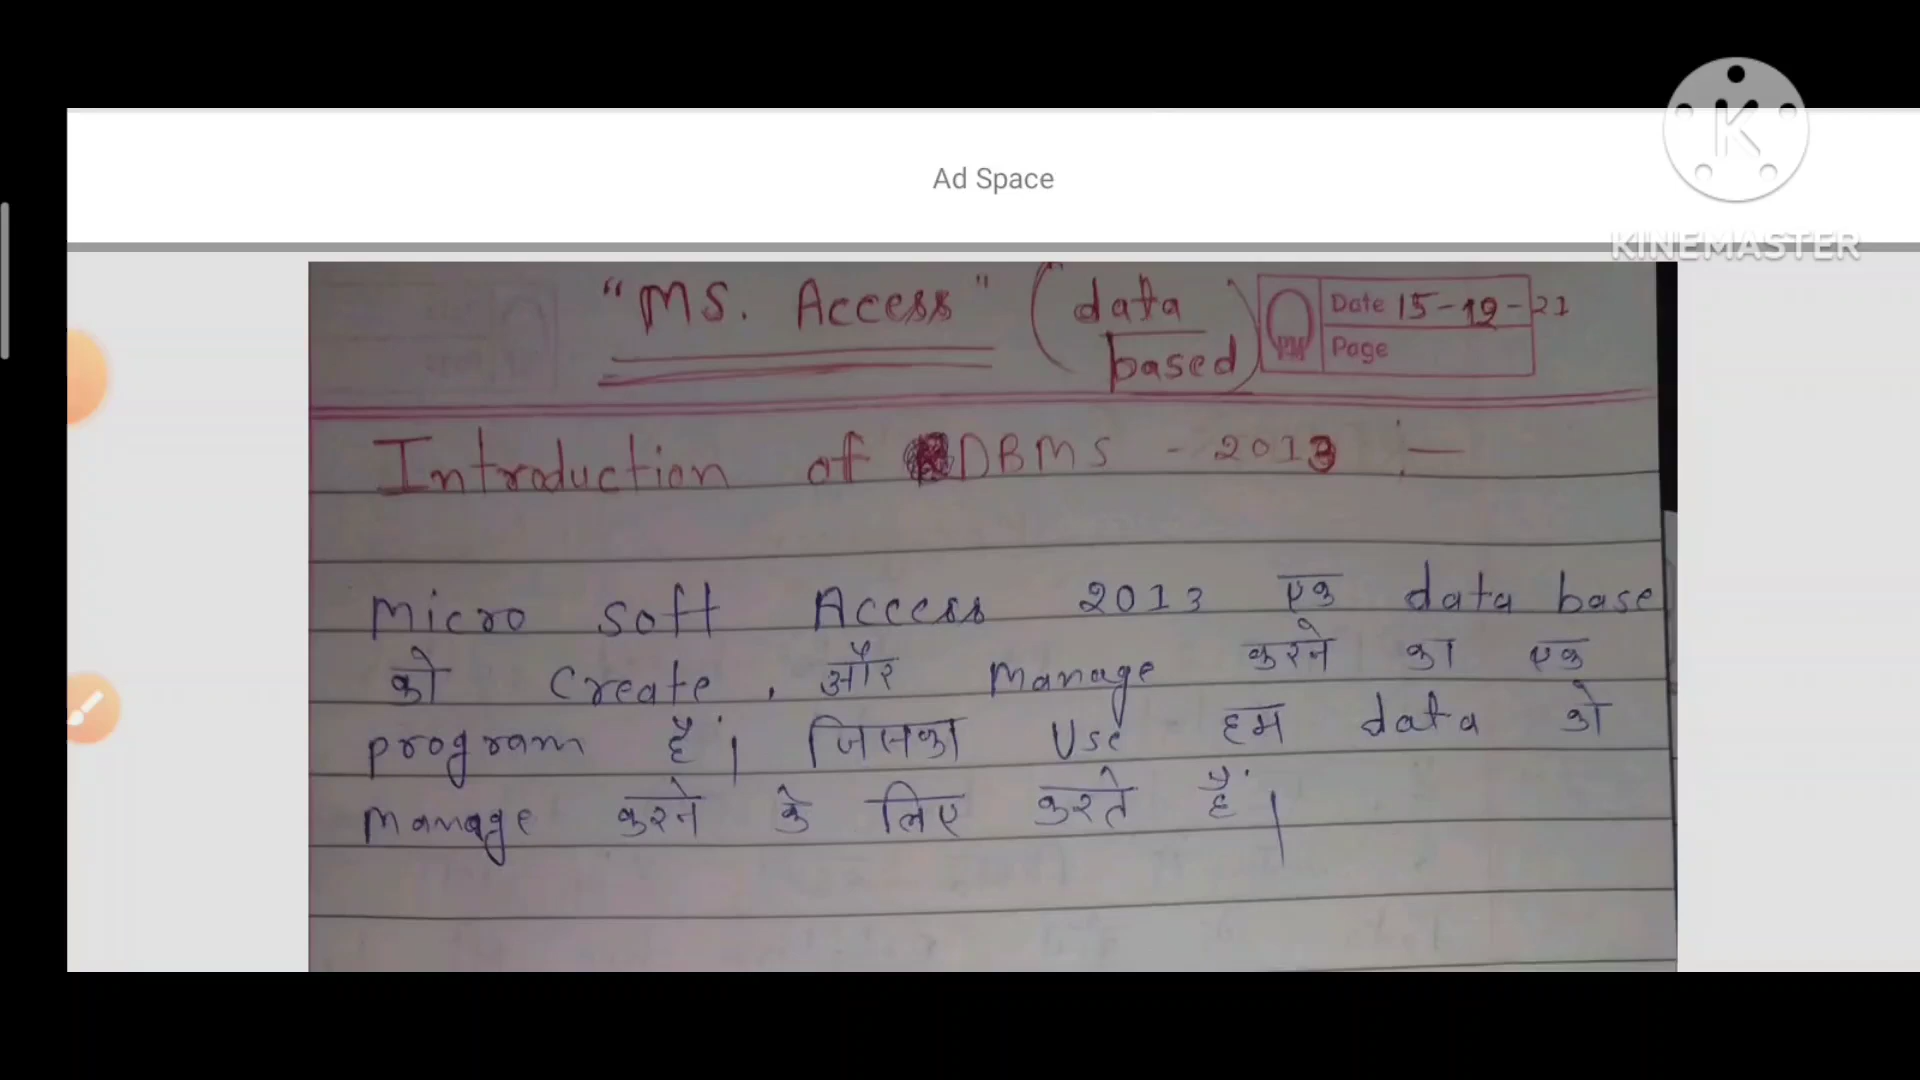 Ad Space
KINEMASTER
"MS. Access" (data based)
Date 15-12-21
Page
Introduction of DBMS - 2013 :-
Micro soft Access 2013 एक data base
को Create, और Manage करने का एक
program है। जिसका Use हम data को
Manage करने के लिए करते है।